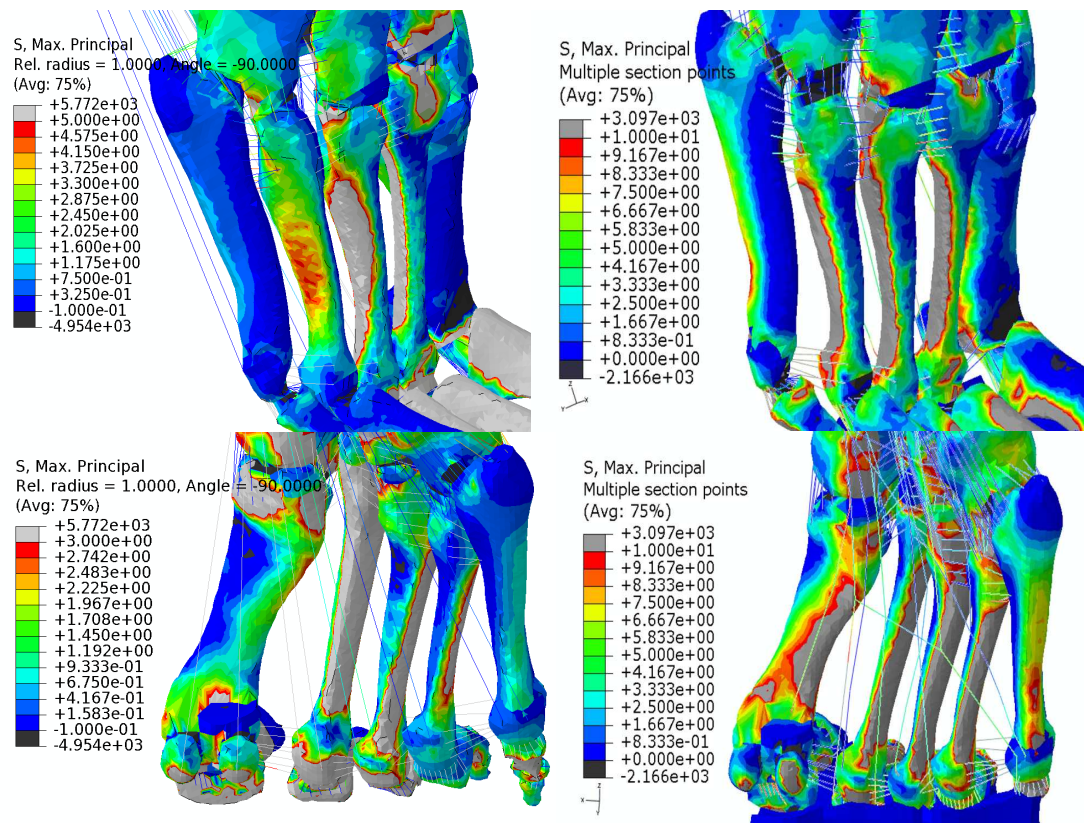 S, Max. Principal
Rel. radius = 1.0000, Angle = -90.0000
(Avg: 75%)
+5.772e+03
+5.000e+00
+4.575e+00
+4.150e+00
+3.725e+00
+3.300e+00
+2.875e+00
+2.450e+00
+2.025e+00
+1.600e+00
+1.175e+00
+7.500e-01
+3.250e-01
-1.000e-01
-4.954e+03
S, Max. Principal
Multiple section points
(Avg: 75%)
+3.097e+03
+1.000e+01
+9.167e+00
+8.333e+00
+7.500e+00
+6.667e+00
+5.833e+00
+5.000e+00
+4.167e+00
+3.333e+00
+2.500e+00
+1.667e+00
+8.333e-01
+0.000e+00
-2.166e+03
Z
Y X
S, Max. Principal
Rel. radius = 1.0000, Angle = -90.0000
(Avg: 75%)
+5.772e+03
+3.000e+00
+2.742e+00
+2.483e+00
+2.225e+00
+1.967e+00
+1.708e+00
+1.450e+00
+1.192e+00
+9.333e-01
+6.750e-01
+4.167e-01
+1.583e-01
-1.000e-01
-4.954e+03
S, Max. Principal
Multiple section points
(Avg: 75%)
+3.097e+03
+1.000e+01
+9.167e+00
+8.333e+00
+7.500e+00
+6.667e+00
+5.833e+00
+5.000e+00
+4.167e+00
+3.333e+00
+2.500e+00
+1.667e+00
+8.333e-01
+0.000e+00
-2.166e+03
Z
X